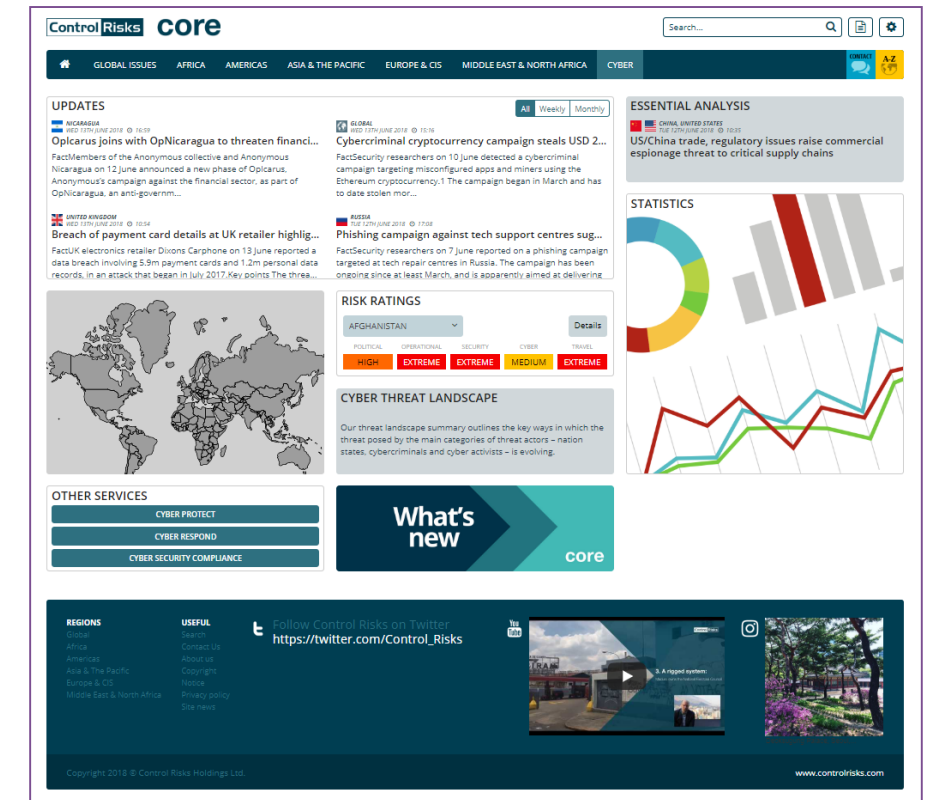 Control Risks core
Search...
GLOBAL ISSUES AFRICA AMERICAS ASIA & THE PACIFIC EUROPE & CIS MIDDLE EAST & NORTH AFRICA CYBER
CONTACT
A-Z
UPDATES
All Weekly Monthly
NICARAGUA
WED 13TH JUNE 2018 16:59
OpIcarus joins with OpNicaragua to threaten financi...
FactMembers of the Anonymous collective and Anonymous
Nicaragua on 12 June announced a new phase of OpIcarus,
Anonymous's campaign against the financial sector, as part of
OpNicaragua, an anti-governm...
GLOBAL
WED 13TH JUNE 2018 15:16
Cybercriminal cryptocurrency campaign steals USD 2...
FactSecurity researchers on 10 June detected a cybercriminal
campaign targeting misconfigured apps and miners using the
Ethereum cryptocurrency.1 The campaign began in March and has
to date stolen mor...
UNITED KINGDOM
WED 13TH JUNE 2018 10:54
Breach of payment card details at UK retailer highlig...
FactUK electronics retailer Dixons Carphone on 13 June reported a
data breach involving 5.9m payment cards and 1.2m personal data
records, in an attack that began in July 2017.Key points The threa...
RUSSIA
TUE 12TH JUNE 2018 17:08
Phishing campaign against tech support centres sug...
FactSecurity researchers on 7 June reported on a phishing campaign
targeted at tech repair centres in Russia. The campaign has been
ongoing since at least March, and is apparently aimed at delivering
ESSENTIAL ANALYSIS
CHINA, UNITED STATES
TUE 12TH JUNE 2018 10:35
US/China trade, regulatory issues raise commercial
espionage threat to critical supply chains
STATISTICS
RISK RATINGS
AFGHANISTAN
Details
POLITICAL OPERATIONAL SECURITY CYBER TRAVEL
HIGH EXTREME EXTREME MEDIUM EXTREME
CYBER THREAT LANDSCAPE
Our threat landscape summary outlines the key ways in which the
threat posed by the main categories of threat actors – nation
states, cybercriminals and cyber activists – is evolving.
OTHER SERVICES
CYBER PROTECT
CYBER RESPOND
CYBER SECURITY COMPLIANCE
What's
new
core
REGIONS
Global
Africa
Americas
Asia & The Pacific
Europe & CIS
Middle East & North Africa
USEFUL
Search
Contact Us
About us
Copyright
Notice
Privacy policy
Site news
Follow Control Risks on Twitter
https://twitter.com/Control_Risks
You
Tube
3. A rigged system:
Copyright 2018 © Control Risks Holdings Ltd.
www.controlrisks.com